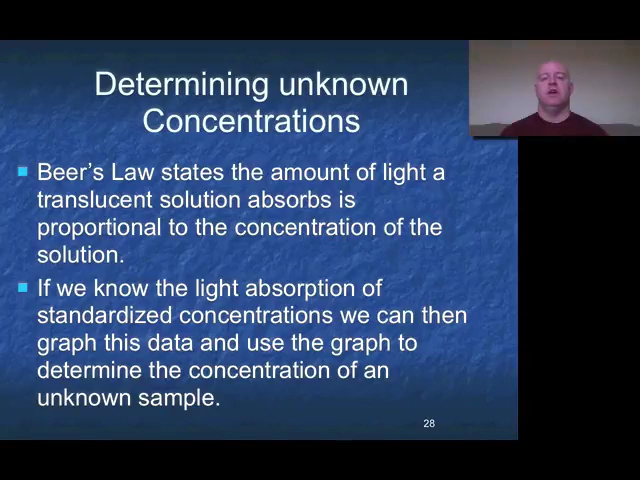 Determining unknown
Concentrations
Beer's Law states the amount of light a
translucent solution absorbs is
proportional to the concentration of the
solution.
If we know the light absorption of
standardized concentrations we can then
graph this data and use the graph to
determine the concentration of an
unknown sample.
28